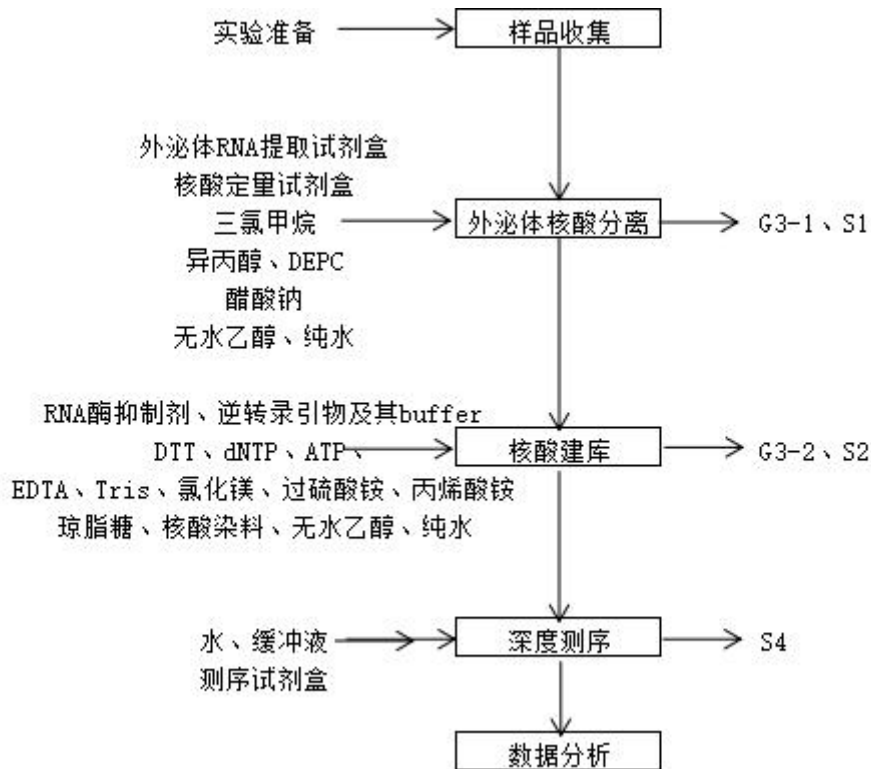 实验准备
样品收集
外泌体RNA提取试剂盒
核酸定量试剂盒
三氯甲烷
异丙醇、DEPC
醋酸钠
无水乙醇、纯水
外泌体核酸分离
G3-1、S1
RNA酶抑制剂、逆转录引物及其buffer
DTT、dNTP、ATP、
EDTA、Tris、氯化镁、过硫酸铵、丙烯酸铵
琼脂糖、核酸染料、无水乙醇、纯水
核酸建库
G3-2、S2
水、缓冲液
测序试剂盒
深度测序
S4
数据分析